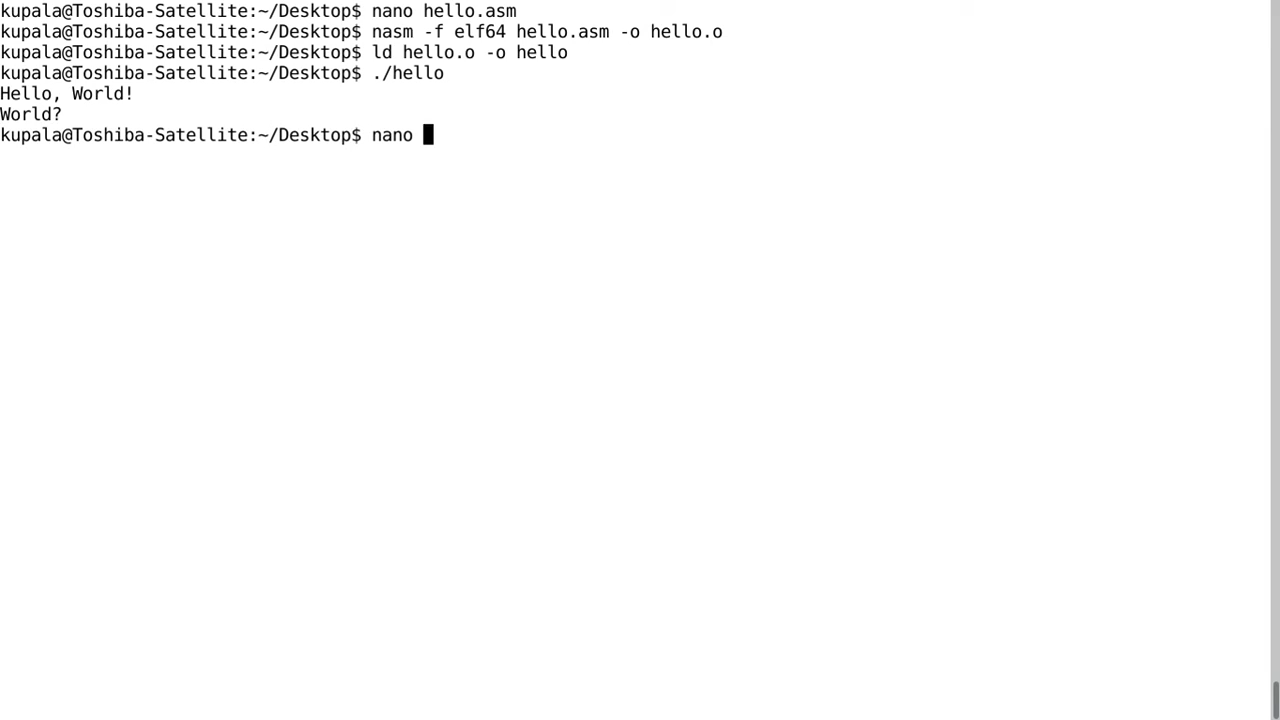 kupala@Toshiba-Satellite:~/Desktop$ nano hello.asm
kupala@Toshiba-Satellite:~/Desktop$ nasm -f elf64 hello.asm -o hello.o
kupala@Toshiba-Satellite:~/Desktop$ ld hello.o -o hello
kupala@Toshiba-Satellite:~/Desktop$ ./hello
Hello, World!
World?
kupala@Toshiba-Satellite:~/Desktop$ nano